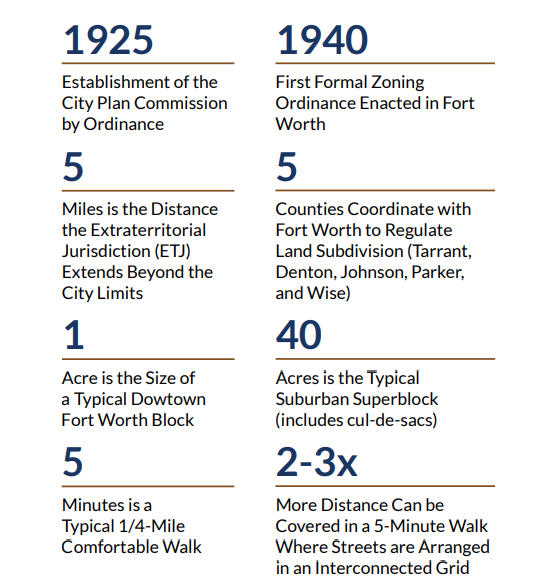 1925
Establishment of the
City Plan Commission
by Ordinance
1940
First Formal Zoning
Ordinance Enacted in Fort
Worth
5
Miles is the Distance
the Extraterritorial
Jurisdiction (ETJ)
Extends Beyond the
City Limits
5
Counties Coordinate with
Fort Worth to Regulate
Land Subdivision (Tarrant,
Denton, Johnson, Parker,
and Wise)
1
Acre is the Size of
a Typical Dowtown
Fort Worth Block
40
Acres is the Typical
Suburban Superblock
(includes cul-de-sacs)
5
Minutes is a
Typical 1/4-Mile
Comfortable Walk
2-3x
More Distance Can be
Covered in a 5-Minute Walk
Where Streets are Arranged
in an Interconnected Grid